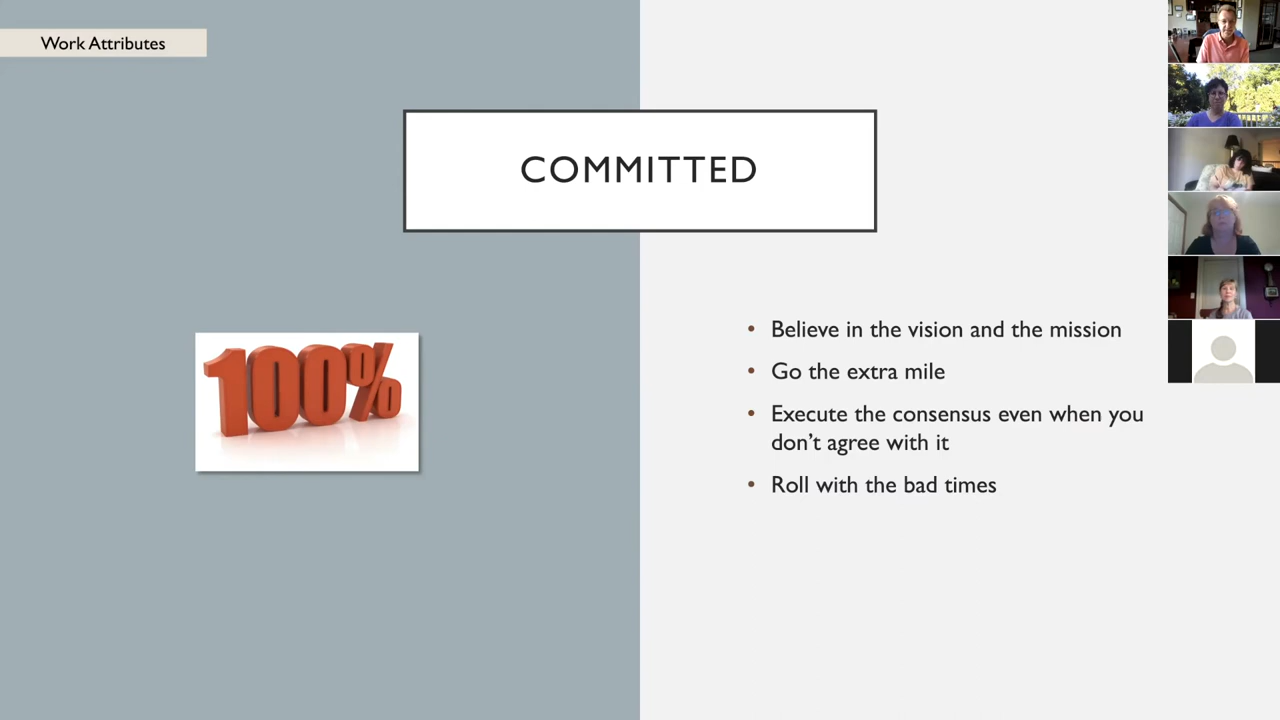 Work Attributes
COMMITTED
100%
• Believe in the vision and the mission
• Go the extra mile
• Execute the consensus even when you
don’t agree with it
• Roll with the bad times